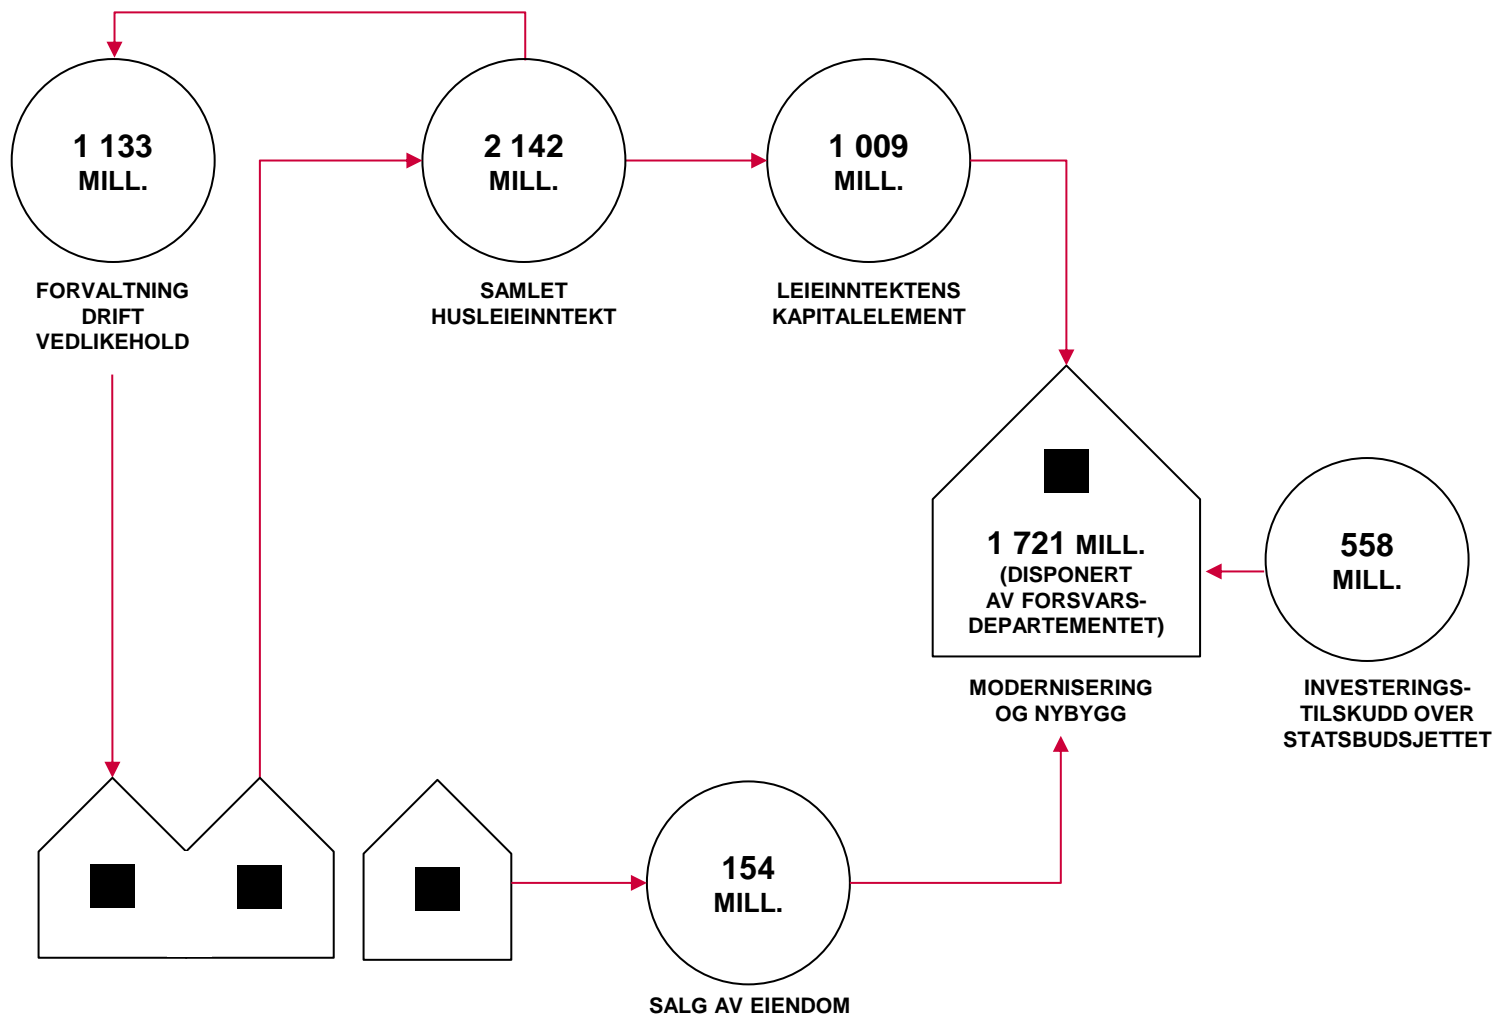 1 133
MILL.
FORVALTNING
DRIFT
VEDLIKEHOLD
2 142
MILL.
SAMLET
HUSLEIEINNTEKT
1 009
MILL.
LEIEINNTEKTENS
KAPITALELEMENT
1 721 MILL.
(DISPONERT
AV FORSVARS-
DEPARTEMENTET)
MODERNISERING
OG NYBYGG
558
MILL.
INVESTERINGS-
TILSKUDD OVER
STATSBUDSJETTET
154
MILL.
SALG AV EIENDOM